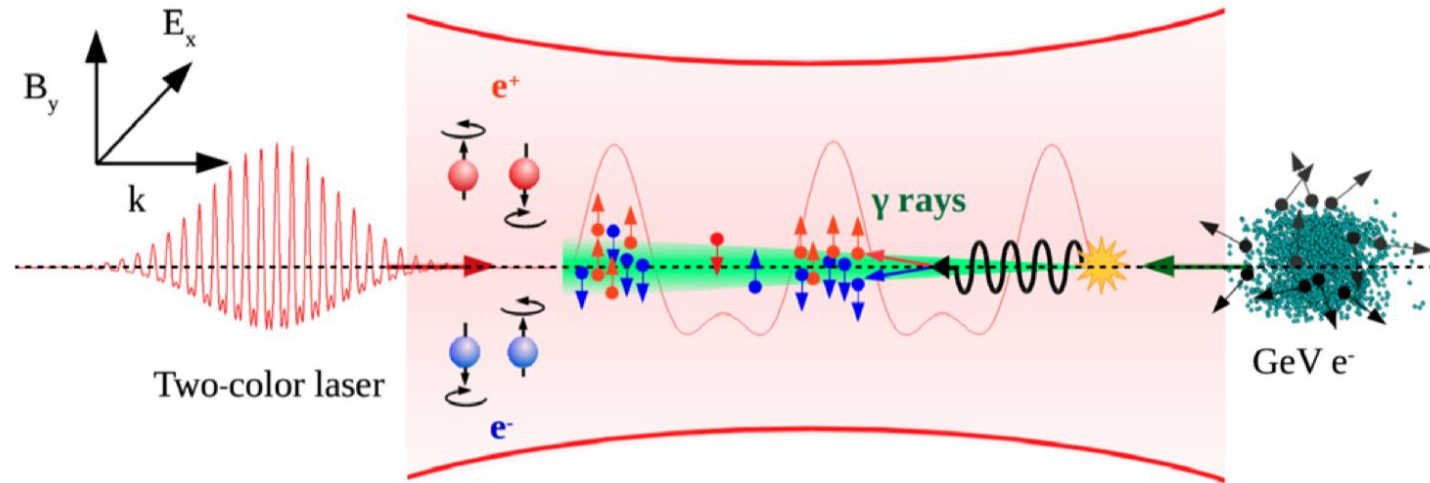 E_x
B_y
k
e⁺
γ rays
Two-color laser
e⁻
GeV e⁻